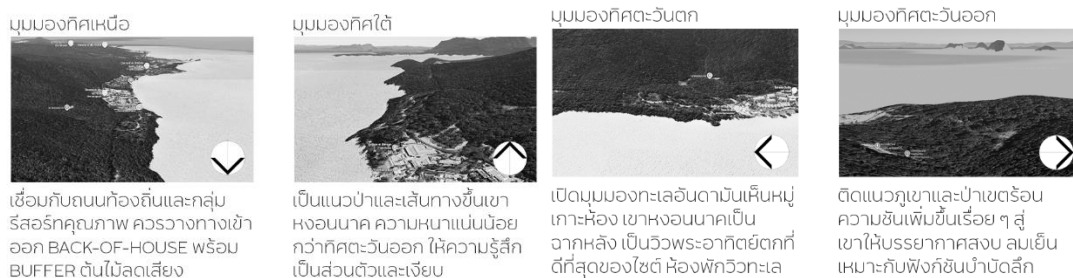 มุมมองทิศเหนือ
เชื่อมกับถนนท้องถิ่นและกลุ่ม
รีสอร์ทคุณภาพ ควรวางทางเข้า
ออก BACK-OF-HOUSE พร้อม
BUFFER ต้นไม้ลดเสียง
มุมมองทิศใต้
เป็นแนวป่าและเส้นทางขึ้นเขา
หงอนนาค ความหนาแน่นน้อย
กว่าทิศตะวันออก ให้ความรู้สึก
เป็นส่วนตัวและเงียบ
มุมมองทิศตะวันตก
เปิดมุมมองทะเลอันดามันเห็นหมู่
เกาะห้อง เขาหงอนนาคเป็น
ฉากหลัง เป็นวิวพระอาทิตย์ตกที่
ดีที่สุดของไซต์ ห้องพักวิวทะเล
มุมมองทิศตะวันออก
ติดแนวภูเขาและป่าเขตร้อน
ความชันเพิ่มขึ้นเรื่อย ๆ สู่
เขาให้บรรยากาศสงบ ลมเย็น
เหมาะกับฟังก์ชันบำบัดลึก